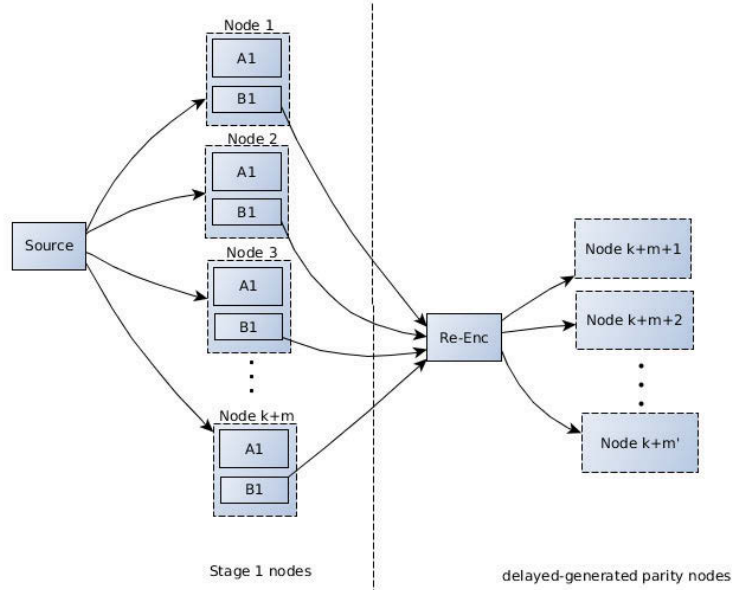 Node 1
A1
B1
Node 2
A1
B1
Source
Node 3
A1
B1
Node k+m
A1
B1
Re-Enc
Node k+m+1
Node k+m+2
Node k+m'
Stage 1 nodes
delayed-generated parity nodes